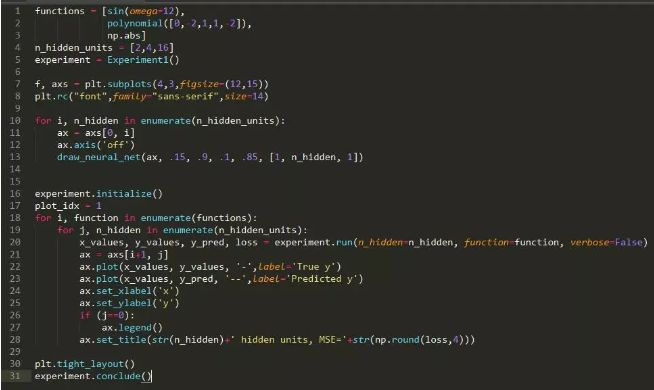 1 functions = [sin(omega=12),
2 polynomial([0,-2,1,1,-2]),
3 np.abs]
4 n_hidden_units = [2,4,16]
5 experiment = Experiment1()
6
7 f, axs = plt.subplots(4,3,figsize=(12,15))
8 plt.rc("font",family="sans-serif",size=14)
9
10 for i, n_hidden in enumerate(n_hidden_units):
11 ax = axs[0, i]
12 ax.axis('off')
13 draw_neural_net(ax, .15, .9, .1, .85, [1, n_hidden, 1])
14
15
16 experiment.initialize()
17 plot_idx = 1
18 for i, function in enumerate(functions):
19 for j, n_hidden in enumerate(n_hidden_units):
20 x_values, y_values, y_pred, loss = experiment.run(n_hidden=n_hidden, function=function, verbose=False)
21 ax = axs[i+1, j]
22 ax.plot(x_values, y_values, '-',label='True y')
23 ax.plot(x_values, y_pred, '--',label='Predicted y')
24 ax.set_xlabel('x')
25 ax.set_ylabel('y')
26 if (j==0):
27 ax.legend()
28 ax.set_title(str(n_hidden)+' hidden units, MSE='+str(np.round(loss,4)))
29
30 plt.tight_layout()
31 experiment.conclude()